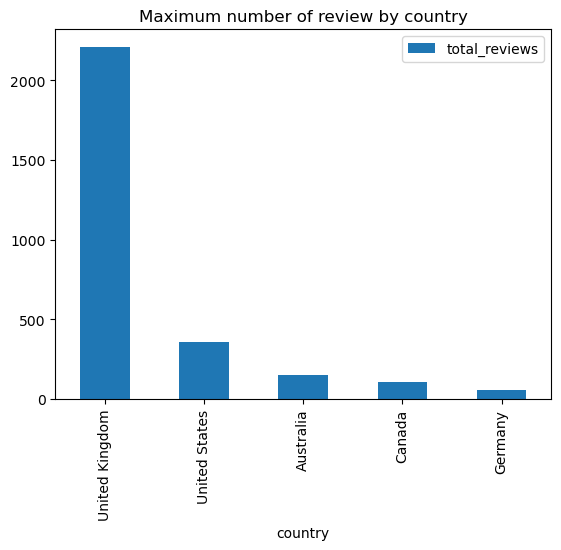 Maximum number of review by country
total_reviews
2000
1500
1000
500
0
United Kingdom
United States
Australia
Canada
Germany
country